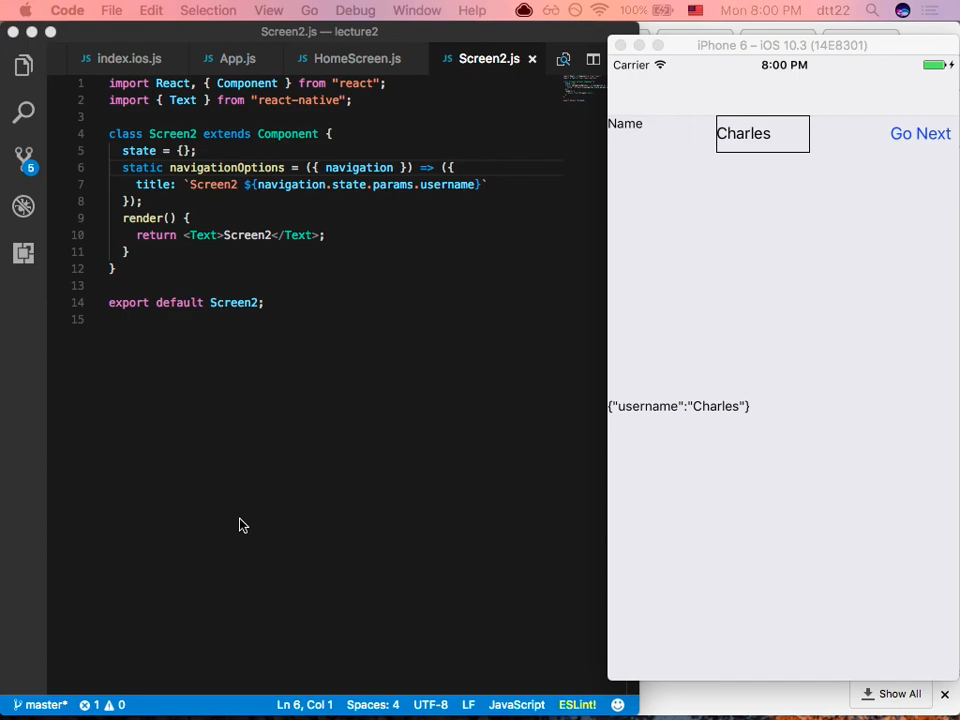 Code File Edit Selection View Go Debug Window Help 100% Mon 8:00 PM dtt22
Screen2.js — lecture2
JS index.ios.js JS App.js JS HomeScreen.js JS Screen2.js ×
1 import React, { Component } from "react";
2 import { Text } from "react-native";
3
4 class Screen2 extends Component {
5 state = {};
6 static navigationOptions = ({ navigation }) => ({
7 title: `Screen2 ${navigation.state.params.username}`
8 });
9 render() {
10 return <Text>Screen2</Text>;
11 }
12 }
13
14 export default Screen2;
15
5
master* 1 0 Ln 6, Col 1 Spaces: 4 UTF-8 LF JavaScript ESLint!
iPhone 6 – iOS 10.3 (14E8301)
Carrier 8:00 PM
Name Charles Go Next
{"username":"Charles"}
Show All